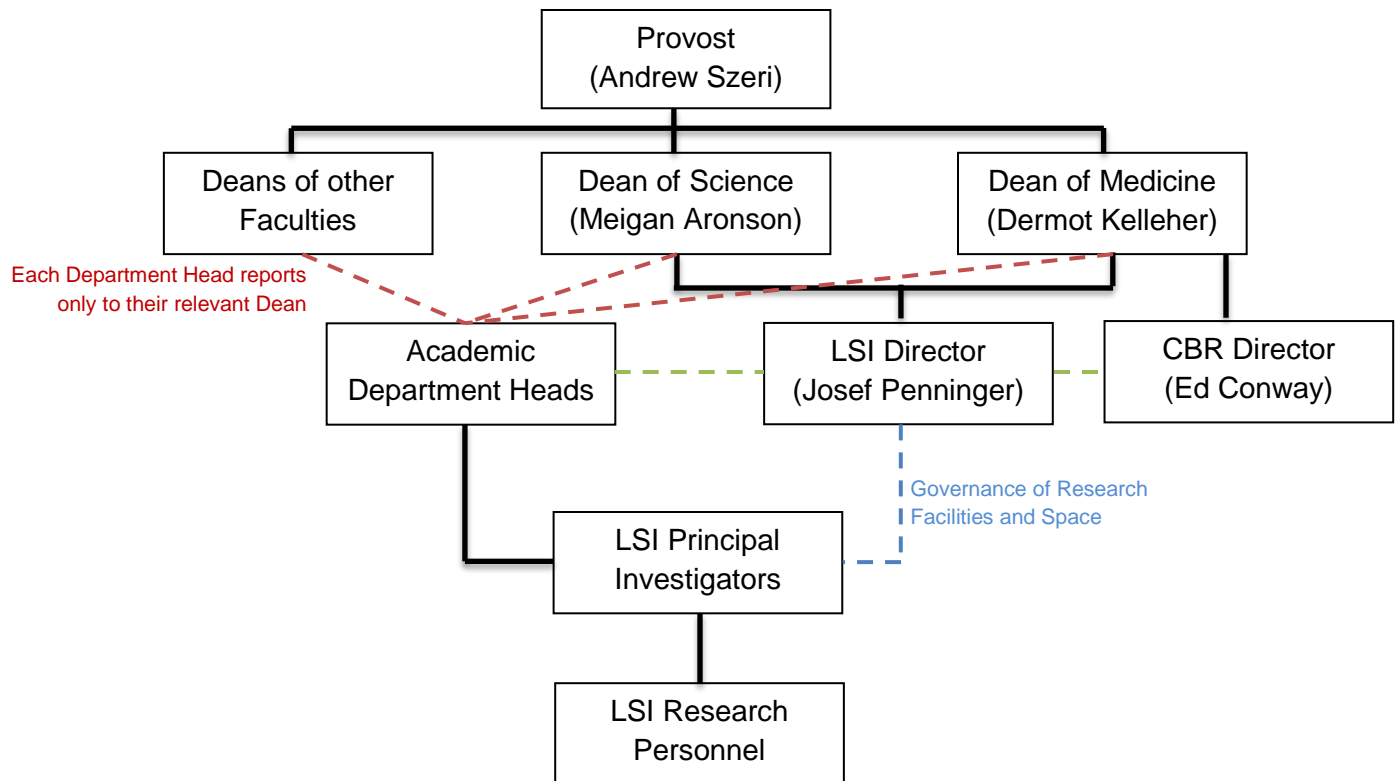 Provost
(Andrew Szeri)
Deans of other
Faculties
Dean of Science
(Meigan Aronson)
Dean of Medicine
(Dermot Kelleher)
Each Department Head reports
only to their relevant Dean
Academic
Department Heads
LSI Director
(Josef Penninger)
CBR Director
(Ed Conway)
Governance of Research
Facilities and Space
LSI Principal
Investigators
LSI Research
Personnel